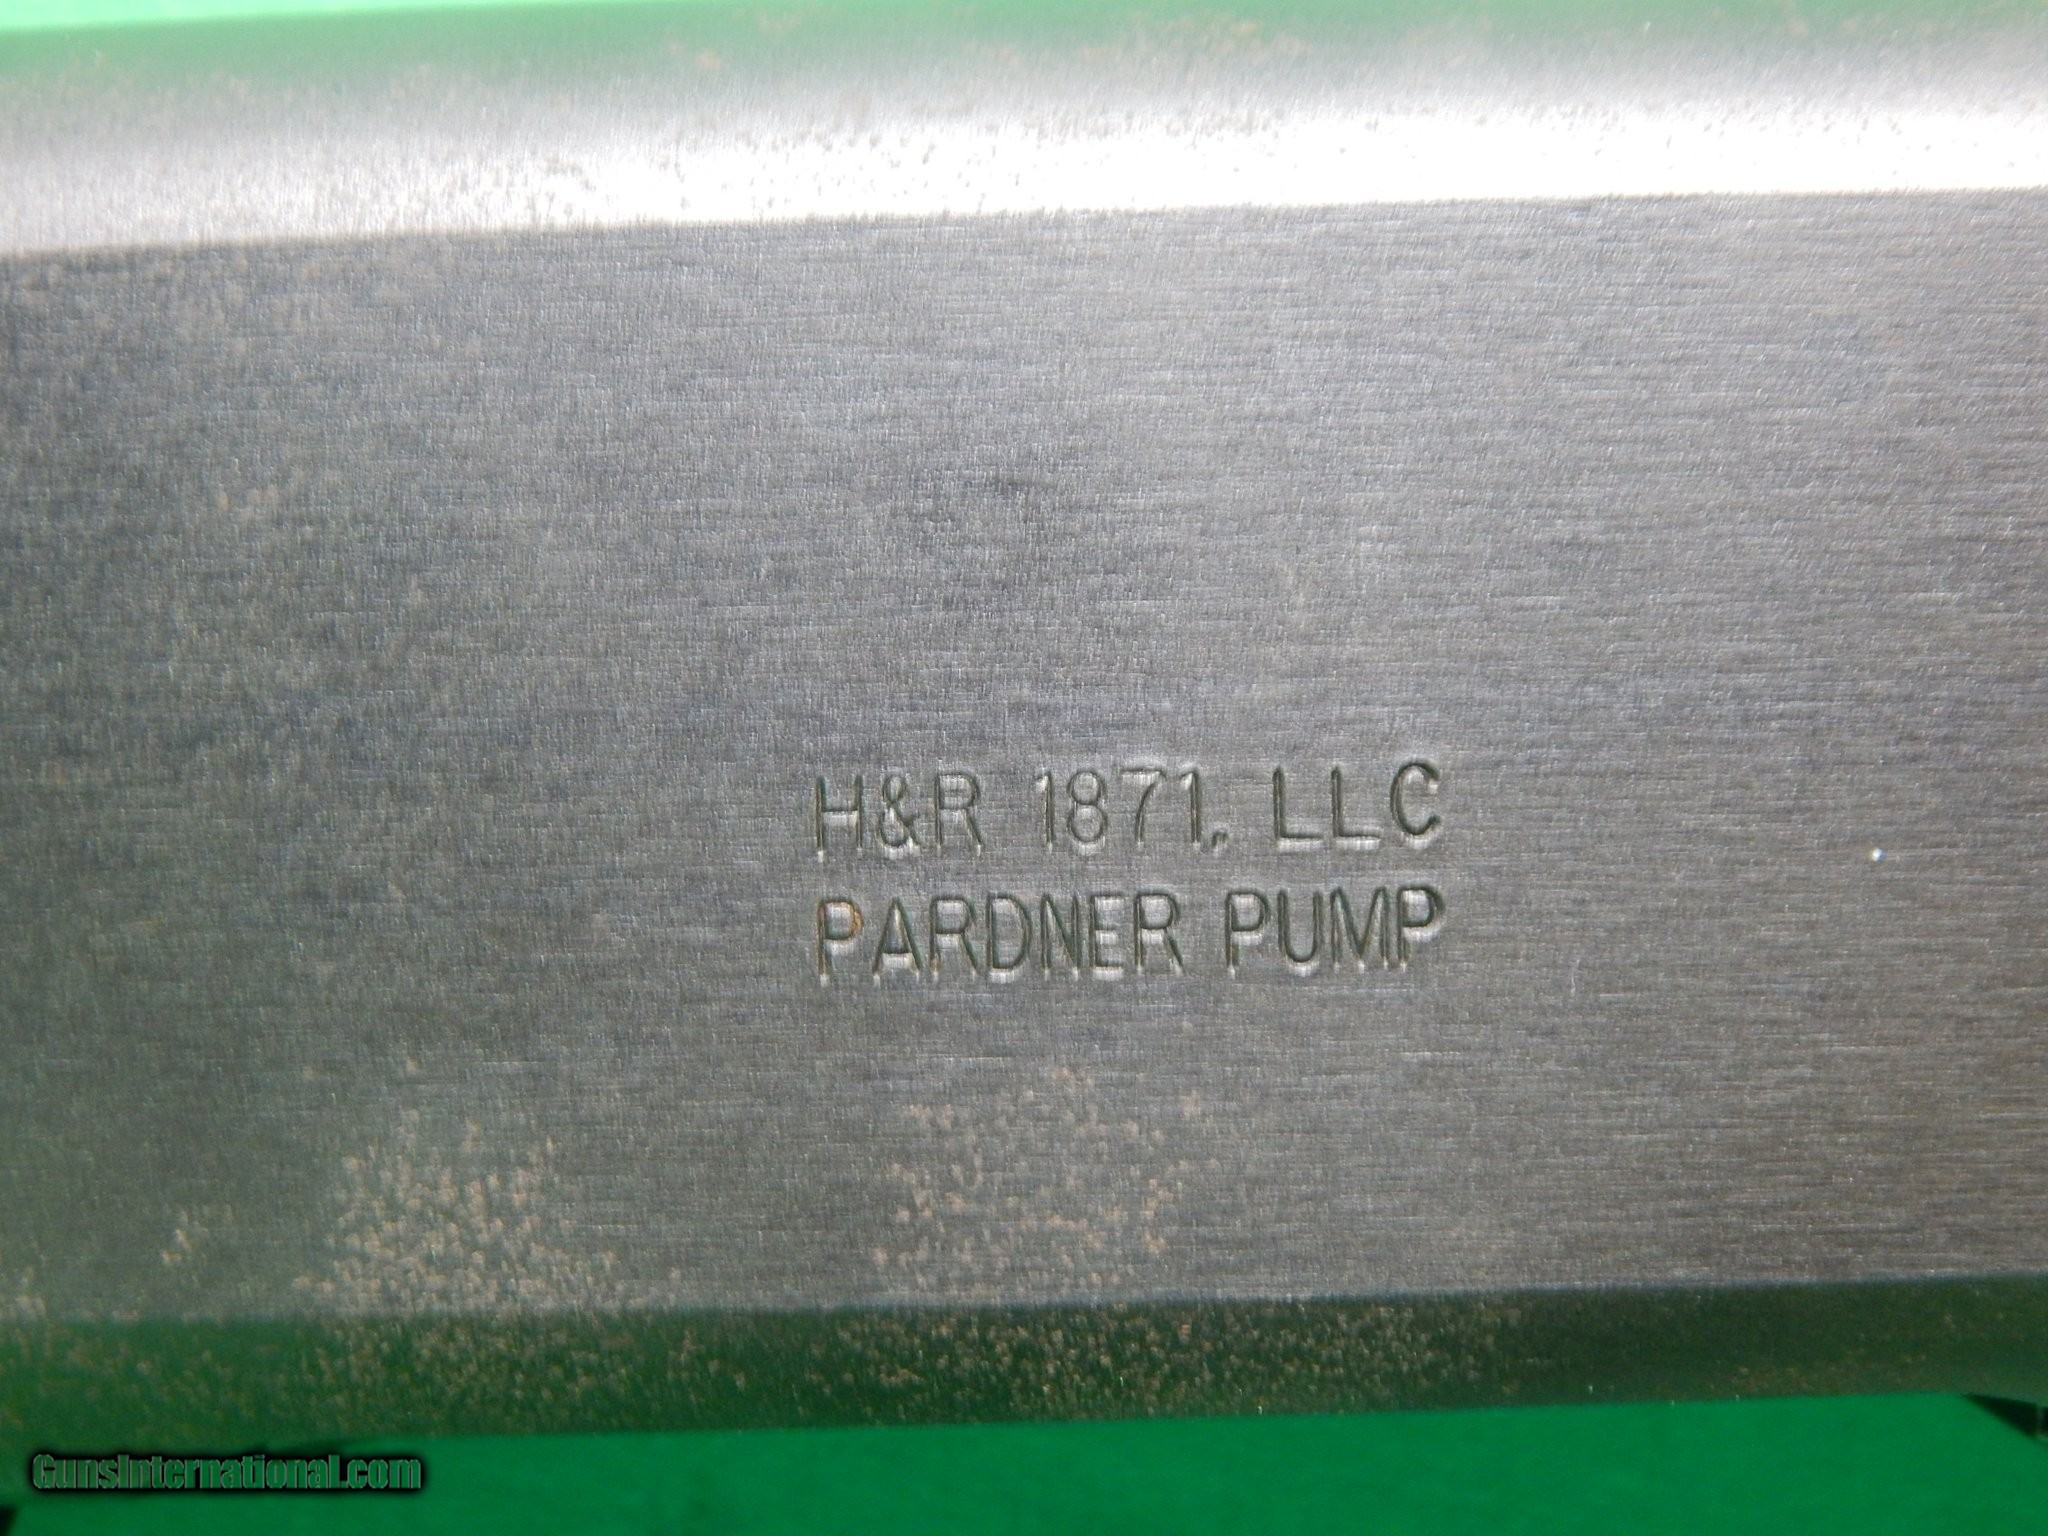 H&R 1871, LLC
PARDNER PUMP
GunsInternational.com